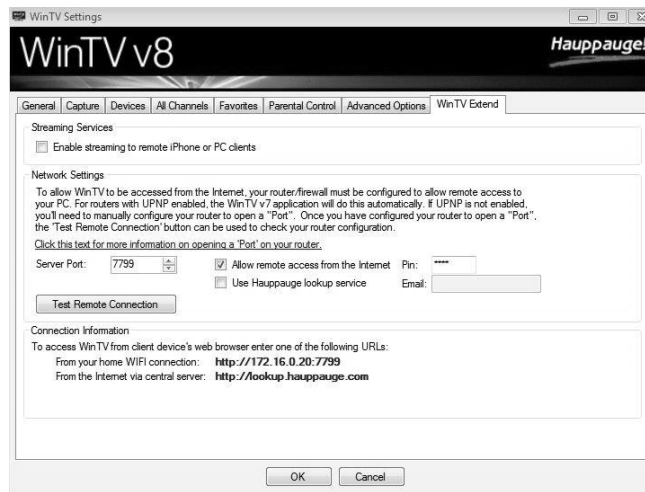 WinTV Settings
WinTV v8
Hauppauge!
General Capture Devices All Channels Favorites Parental Control Advanced Options WinTV Extend
Streaming Services
Enable streaming to remote iPhone or PC clients
Network Settings
To allow WinTV to be accessed from the Internet, your router/firewall must be configured to allow remote access to
your PC. For routers with UPNP enabled, the WinTV v7 application will do this automatically. If UPNP is not enabled,
you'll need to manually configure your router to open a "Port". Once you have configured your router to open a "Port",
the 'Test Remote Connection' button can be used to check your router configuration.
Click this text for more information on opening a 'Port' on your router.
Server Port: 7799 Allow remote access from the Internet Pin: ****
Use Hauppauge lookup service Email:
Test Remote Connection
Connection Information
To access WinTV from client device's web browser enter one of the following URLs:
From your home WIFI connection: http://172.16.0.20:7799
From the Internet via central server: http://lookup.hauppauge.com
OK Cancel